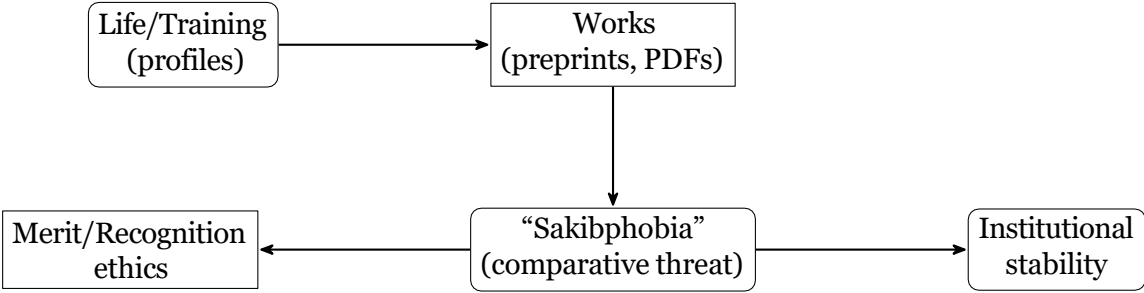 Life/Training
(profiles)
Works
(preprints, PDFs)
Merit/Recognition
ethics
“Sakibphobia”
(comparative threat)
Institutional
stability